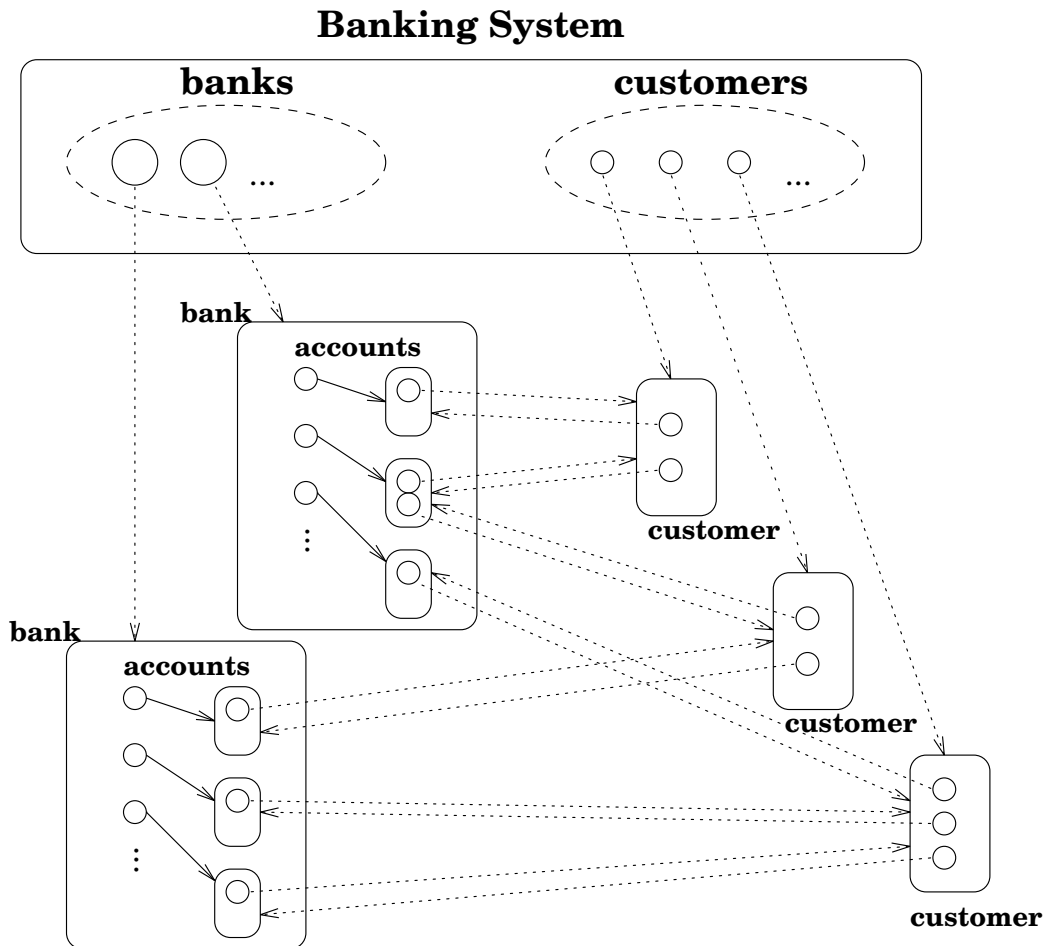 Banking System
banks
customers
...
...
bank
accounts
...
customer
bank
accounts
customer
...
customer